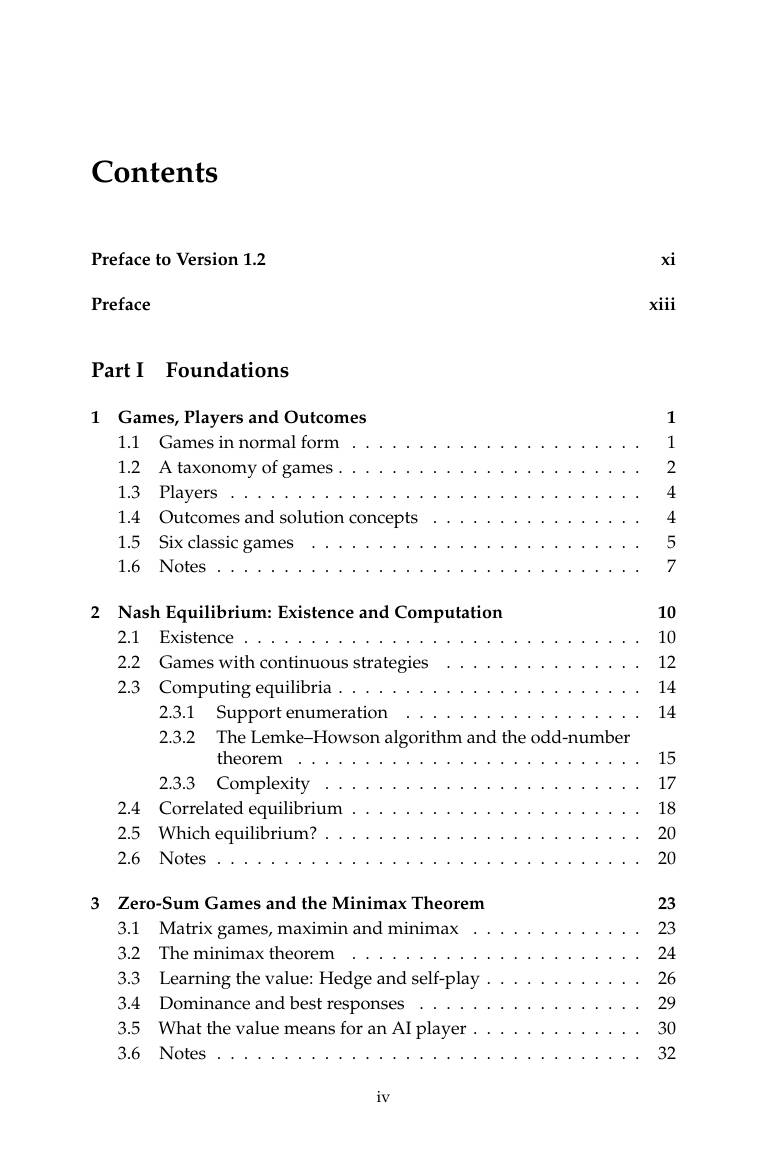 Contents
Preface to Version 1.2 xi
Preface xiii
Part I Foundations
1 Games, Players and Outcomes 1
1.1 Games in normal form . . . . . . . . . . . . . . . . . . . . . . 1
1.2 A taxonomy of games . . . . . . . . . . . . . . . . . . . . . . . 2
1.3 Players . . . . . . . . . . . . . . . . . . . . . . . . . . . . . . . 4
1.4 Outcomes and solution concepts . . . . . . . . . . . . . . . . 4
1.5 Six classic games . . . . . . . . . . . . . . . . . . . . . . . . . 5
1.6 Notes . . . . . . . . . . . . . . . . . . . . . . . . . . . . . . . . 7
2 Nash Equilibrium: Existence and Computation 10
2.1 Existence . . . . . . . . . . . . . . . . . . . . . . . . . . . . . . 10
2.2 Games with continuous strategies . . . . . . . . . . . . . . . 12
2.3 Computing equilibria . . . . . . . . . . . . . . . . . . . . . . . 14
2.3.1 Support enumeration . . . . . . . . . . . . . . . . . . 14
2.3.2 The Lemke–Howson algorithm and the odd-number
theorem . . . . . . . . . . . . . . . . . . . . . . . . . . 15
2.3.3 Complexity . . . . . . . . . . . . . . . . . . . . . . . . 17
2.4 Correlated equilibrium . . . . . . . . . . . . . . . . . . . . . . 18
2.5 Which equilibrium? . . . . . . . . . . . . . . . . . . . . . . . . 20
2.6 Notes . . . . . . . . . . . . . . . . . . . . . . . . . . . . . . . . 20
3 Zero-Sum Games and the Minimax Theorem 23
3.1 Matrix games, maximin and minimax . . . . . . . . . . . . . 23
3.2 The minimax theorem . . . . . . . . . . . . . . . . . . . . . . 24
3.3 Learning the value: Hedge and self-play . . . . . . . . . . . . 26
3.4 Dominance and best responses . . . . . . . . . . . . . . . . . 29
3.5 What the value means for an AI player . . . . . . . . . . . . . 30
3.6 Notes . . . . . . . . . . . . . . . . . . . . . . . . . . . . . . . . 32
iv